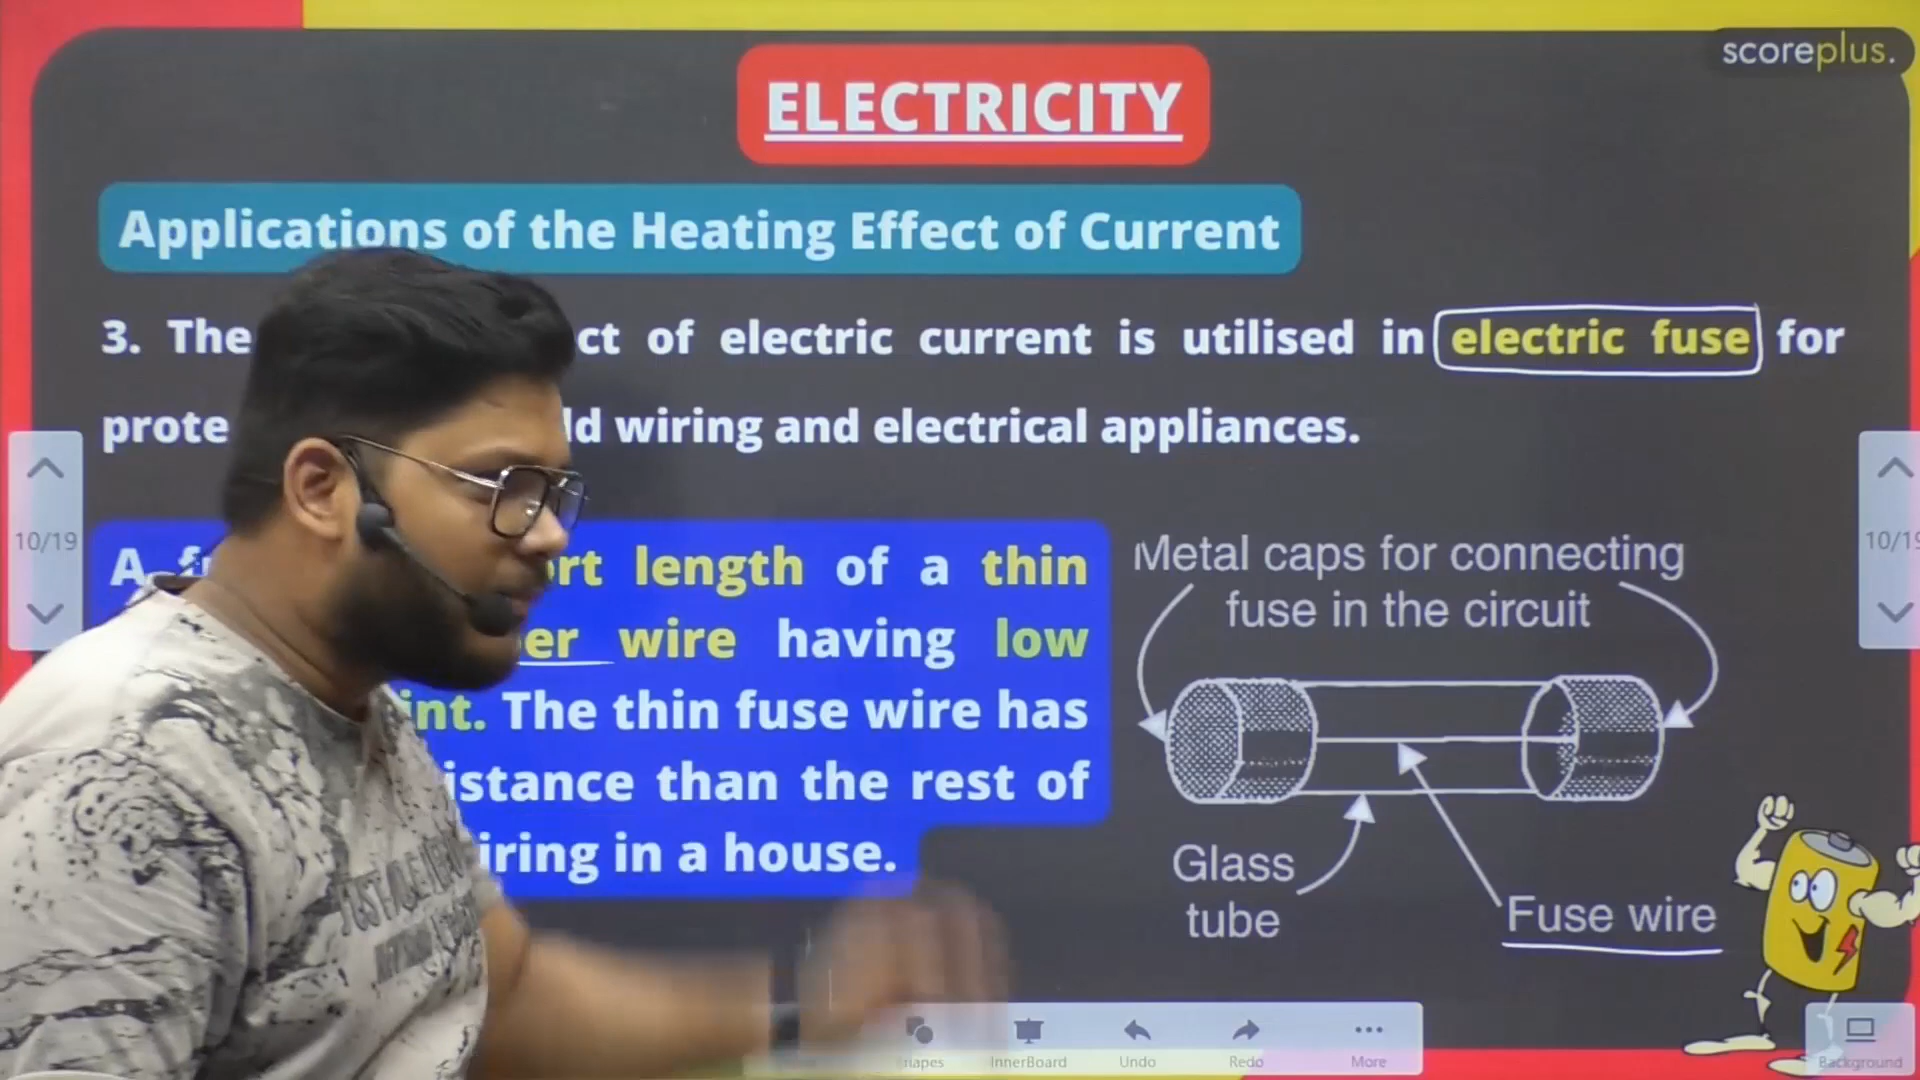 scoreplus.
ELECTRICITY
Applications of the Heating Effect of Current
3. The ct of electric current is utilised in electric fuse for
prote ld wiring and electrical appliances.
10/19
10/19
A f rt length of a thin
er wire having low
int. The thin fuse wire has
istance than the rest of
iring in a house.
Metal caps for connecting
fuse in the circuit
Glass
tube
Fuse wire
InnerBoard
Undo
Redo
More
Background